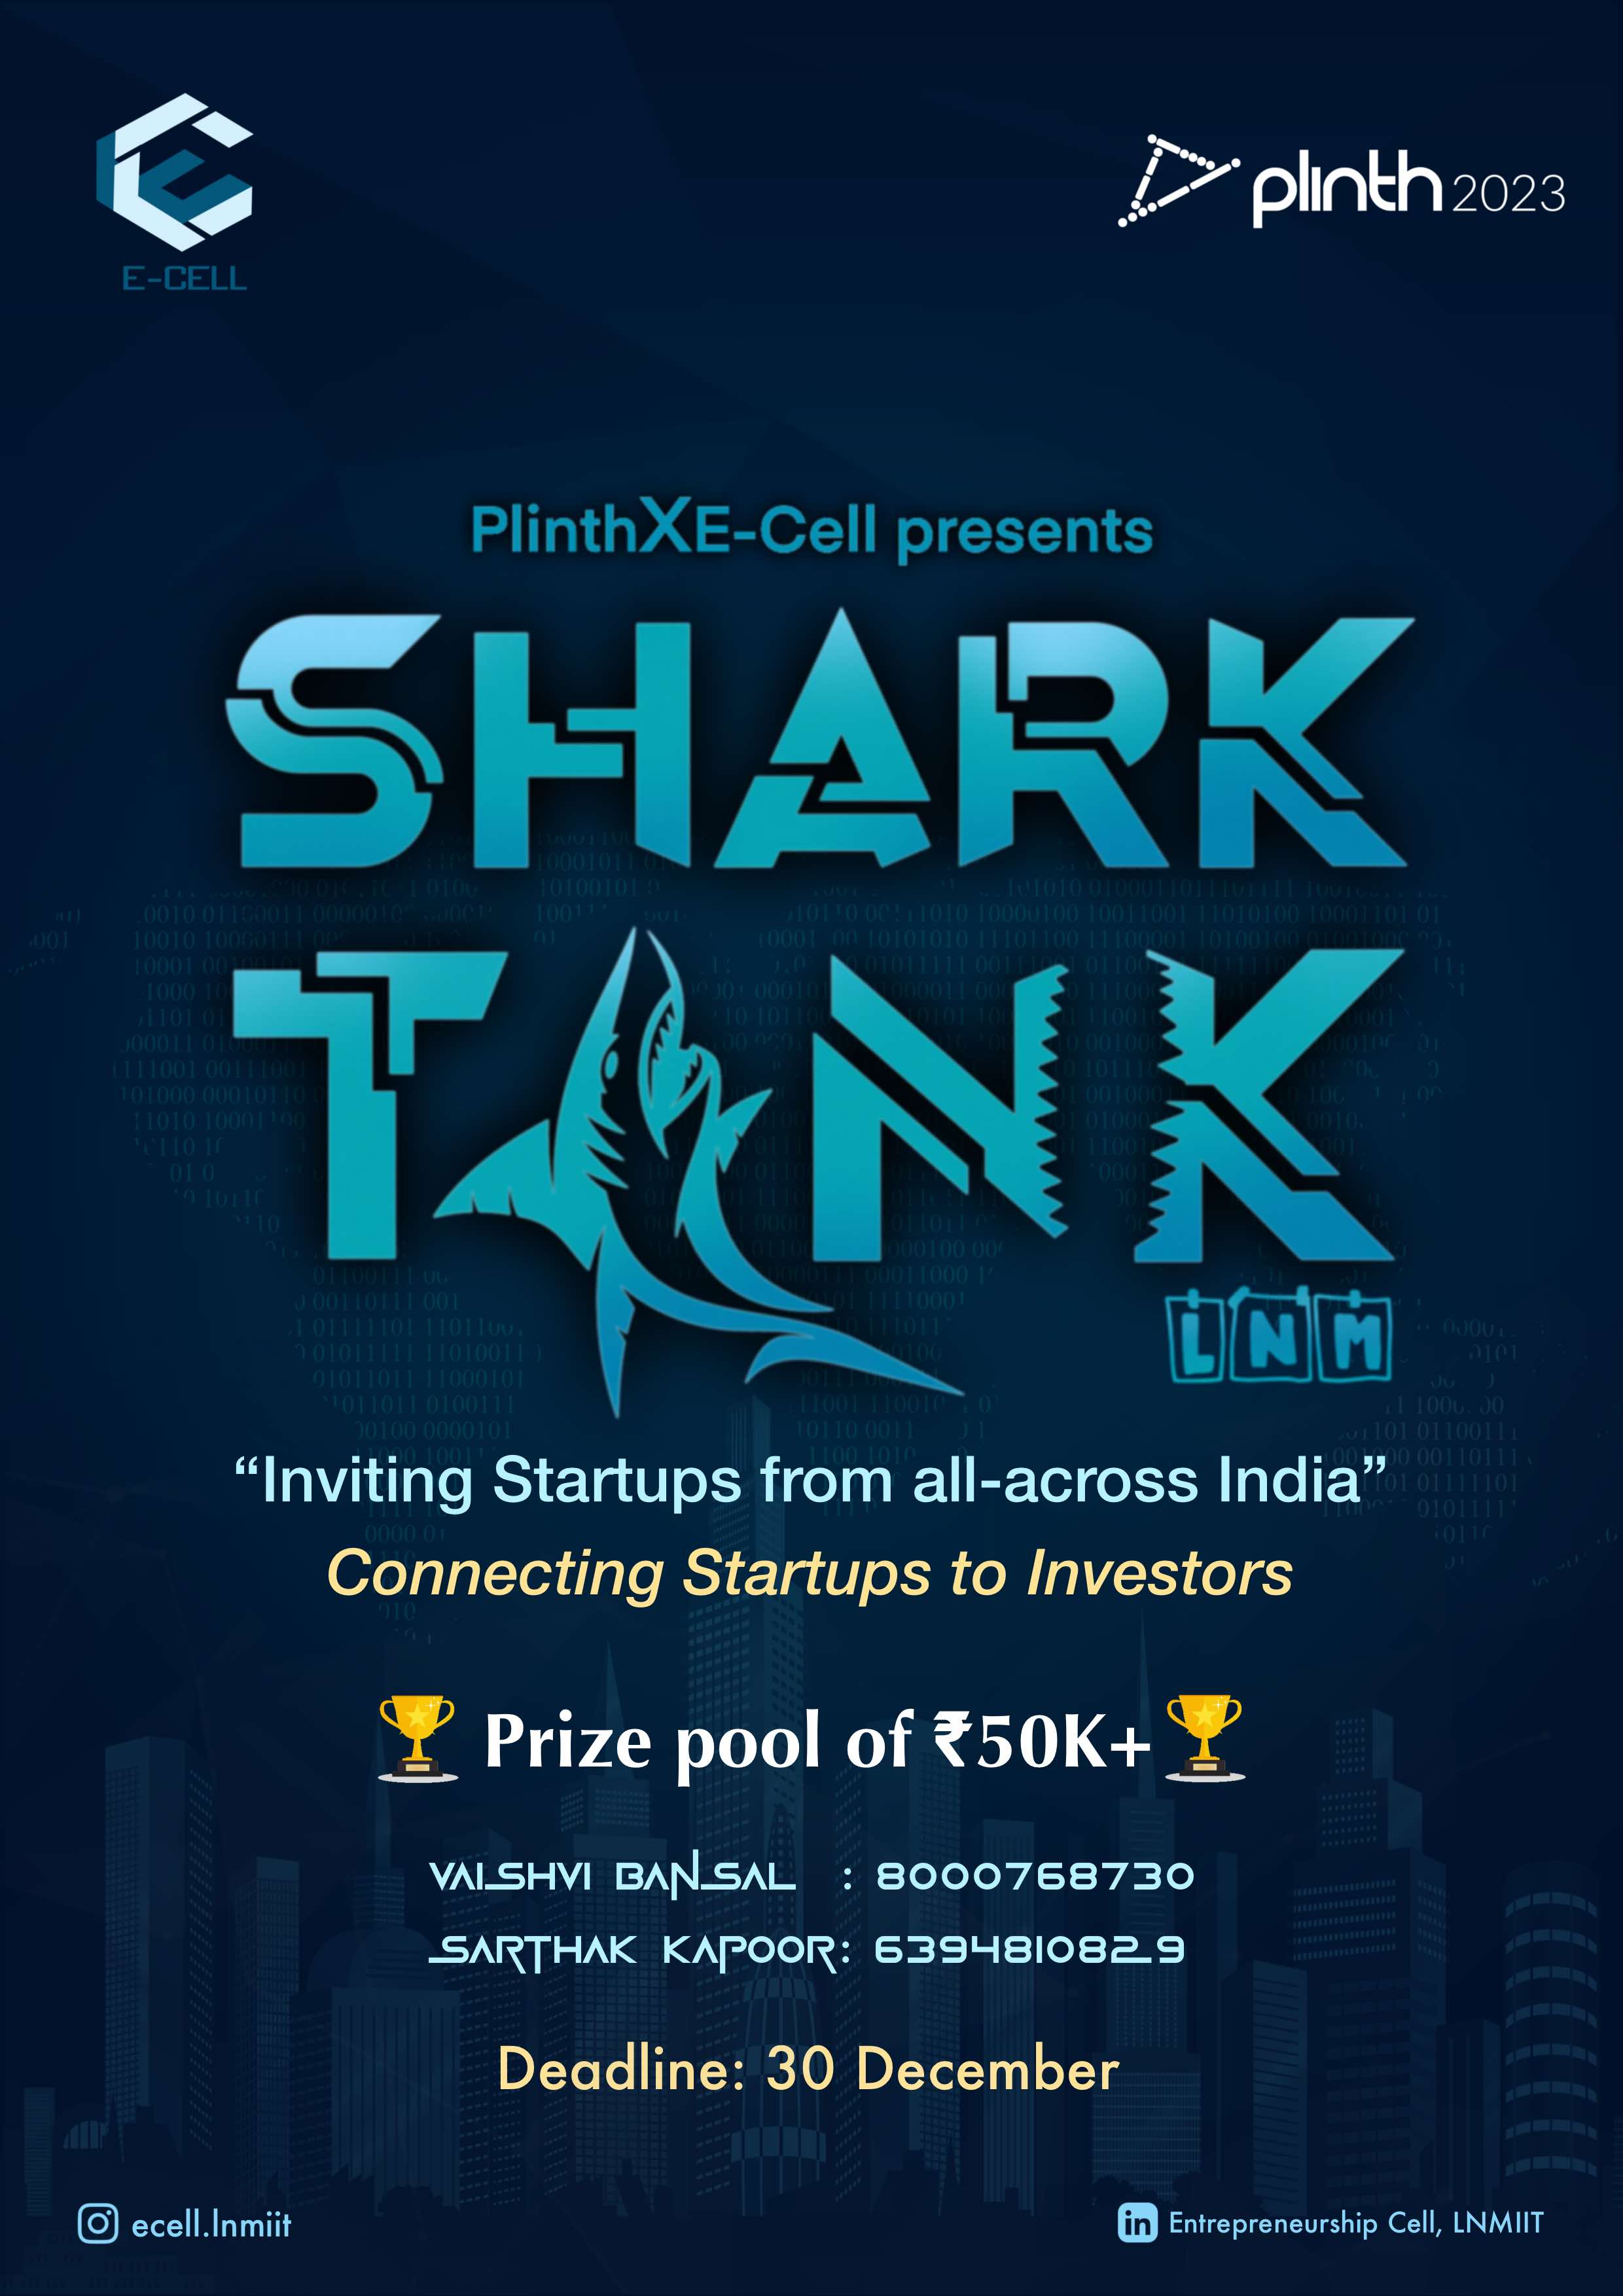 E-CELL
plinth 2023
PlinthXE-Cell presents
SHARK
TANK
LNM
“Inviting Startups from all-across India”
Connecting Startups to Investors
Prize pool of ₹50K+
VAISHVI BANSAL : 8000768730
SARTHAK KAPOOR: 6394810829
Deadline: 30 December
ecell.lnmiit
in Entrepreneurship Cell, LNMIIT